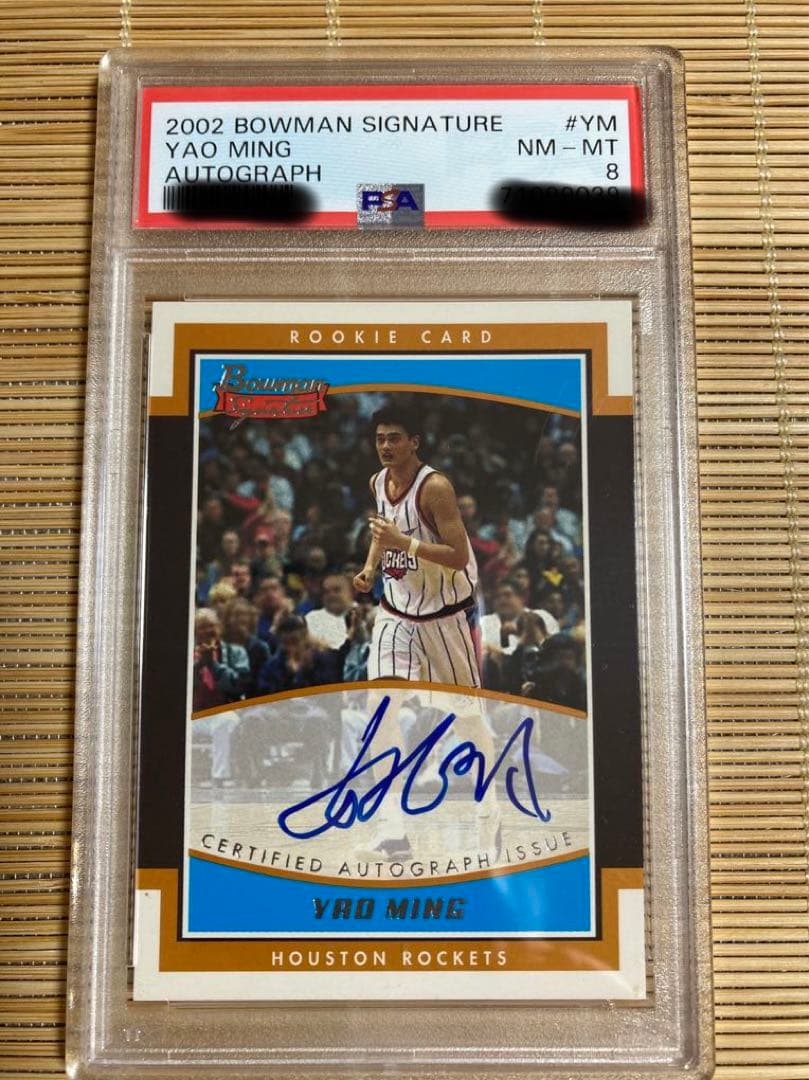 2002 BOWMAN SIGNATURE #YM
YAO MING NM - MT
AUTOGRAPH 8
PSA
ROOKIE CARD
Bowman
Signature
ROCKETS
CERTIFIED AUTOGRAPH ISSUE
YAO MING
HOUSTON ROCKETS